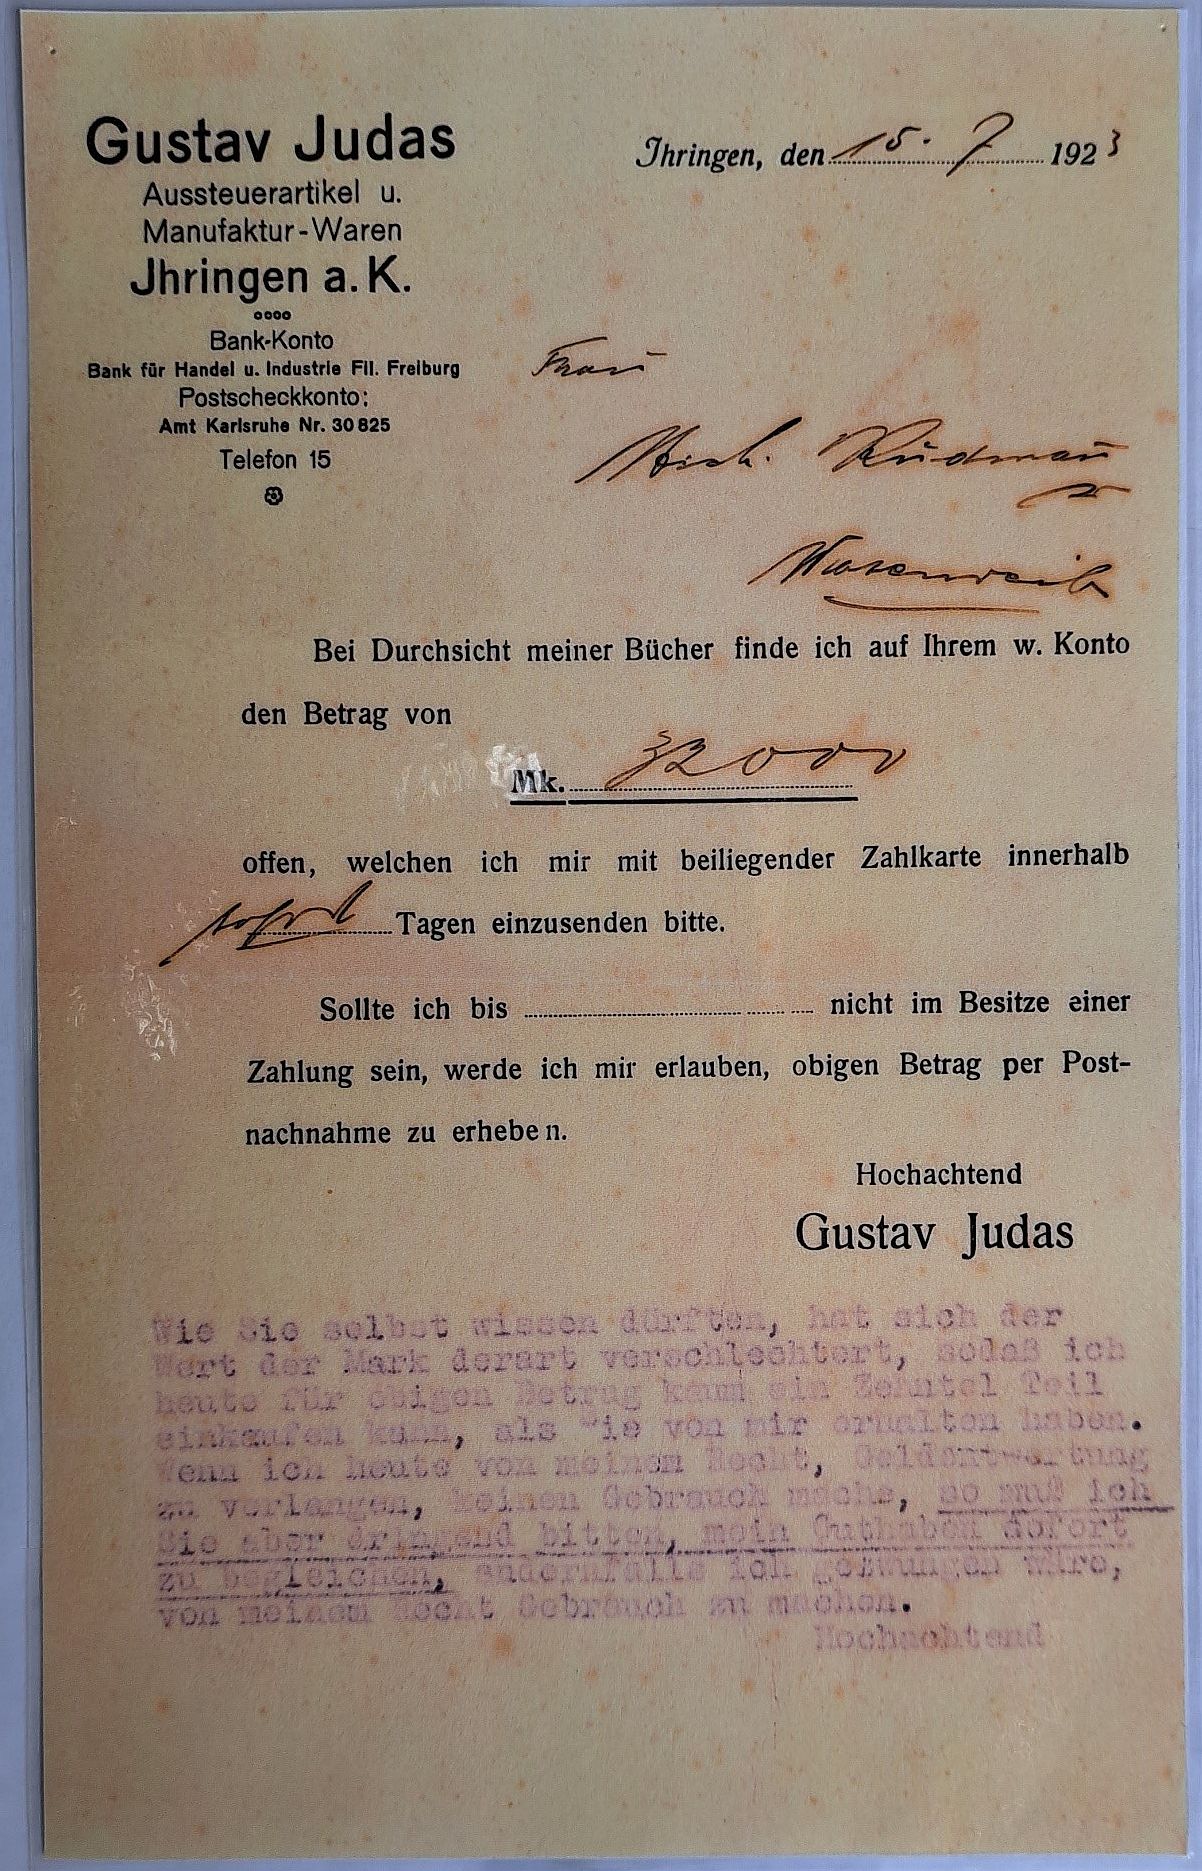 Gustav Judas
Aussteuerartikel u.
Manufaktur-Waren
Jhringen a. K.
Bank-Konto
Bank für Handel u. Industrie Fil. Freiburg
Postscheckkonto:
Amt Karlsruhe Nr. 30825
Telefon 15
Jhringen, den 15. 7 1923
Frau
Wasenweiler
Bei Durchsicht meiner Bücher finde ich auf Ihrem w. Konto
den Betrag von
Mk. 32000
offen, welchen ich mir mit beiliegender Zahlkarte innerhalb
sofort Tagen einzusenden bitte.
Sollte ich bis nicht im Besitze einer
Zahlung sein, werde ich mir erlauben, obigen Betrag per Post-
nachnahme zu erheben.
Hochachtend
Gustav Judas
Wie Sie selbst wissen dürften, hat sich der
Wert der Mark derart verschlechtert, sodaß ich
heute für obigen Betrag kaum ein Zehntel Teil
einkaufen kann, als Sie von mir erhalten haben.
Wenn ich heute von meinen Recht, Geldentwertung
zu verlangen, keinen Gebrauch mache, so muß ich
Sie aber dringend bitten, mein Guthaben sofort
zu begleichen, andernfalls ich gezwungen wäre,
von meinem Recht Gebrauch zu machen.
Hochachtend